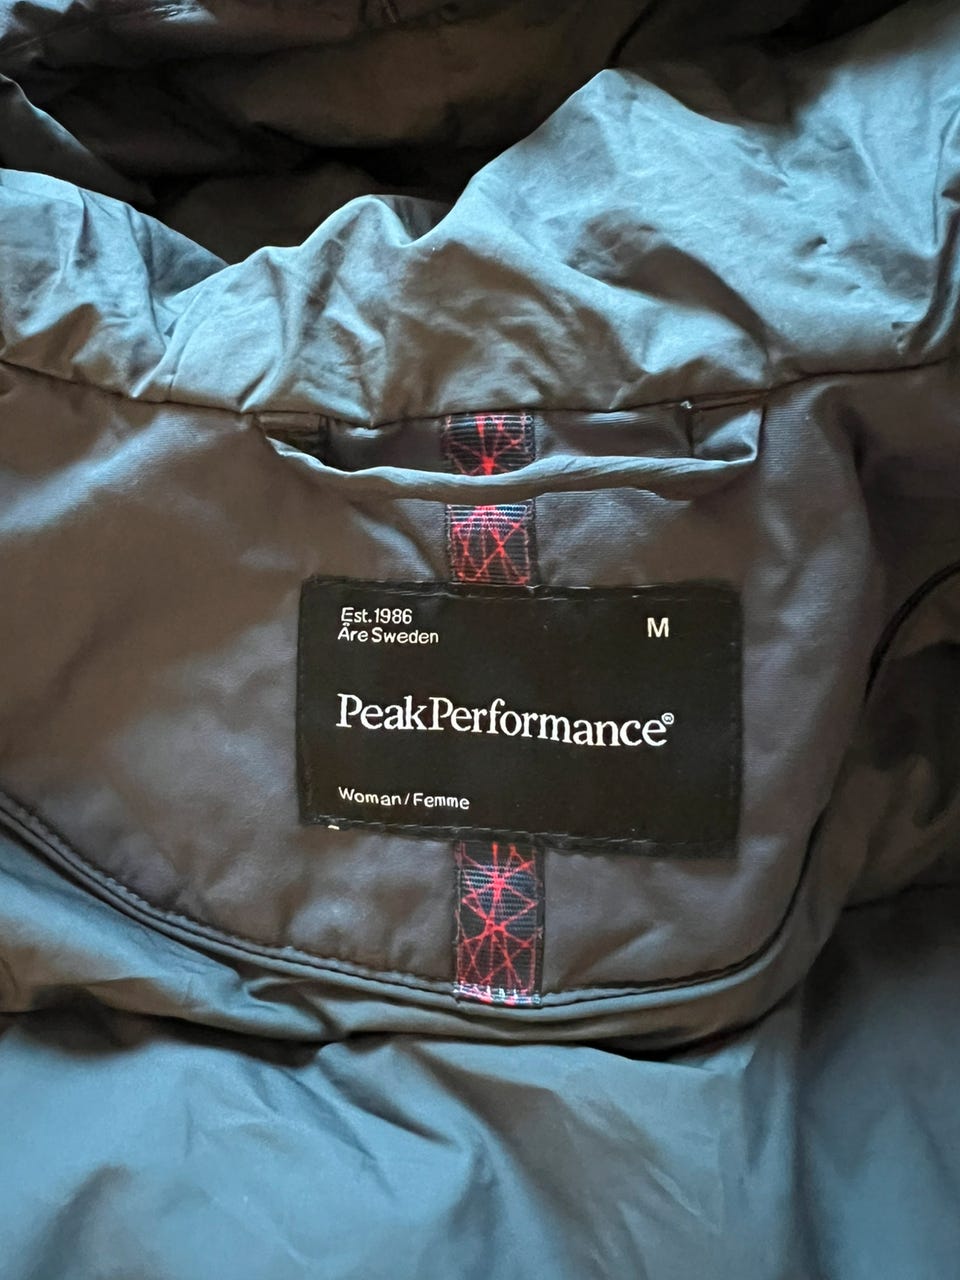 Est.1986
Åre Sweden
M
PeakPerformance®
Woman/Femme